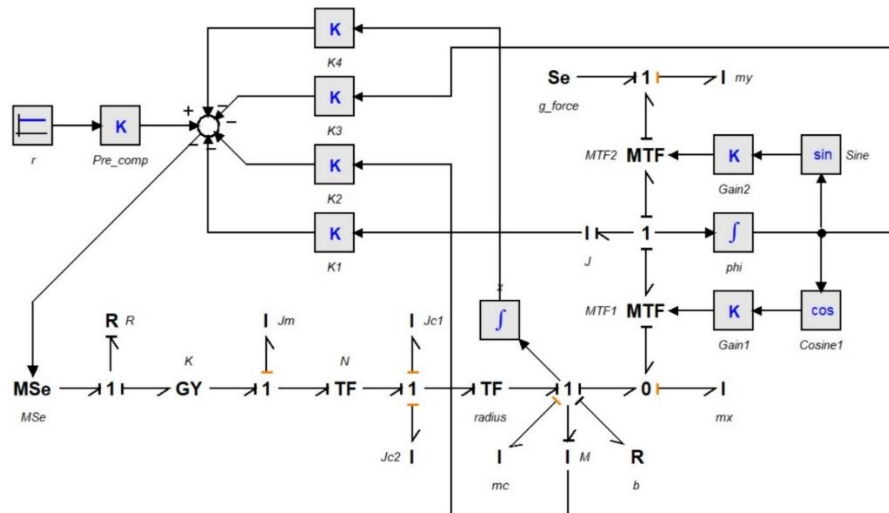 K
K4
Se 1 I my
g_force
K
K3
r
K
Pre_comp
+ − − − −
MTF2 MTF K sin Sine
Gain2
K
K2
K
K1
I 1 ∫
J
phi
z
R R
I Jm
I Jc1
∫
MTF1 MTF K cos
Gain1 Cosine1
K N
MSe 1 GY 1 TF 1 TF 1 0 I
MSe radius mx
Jc2 I
I I M R
mc b